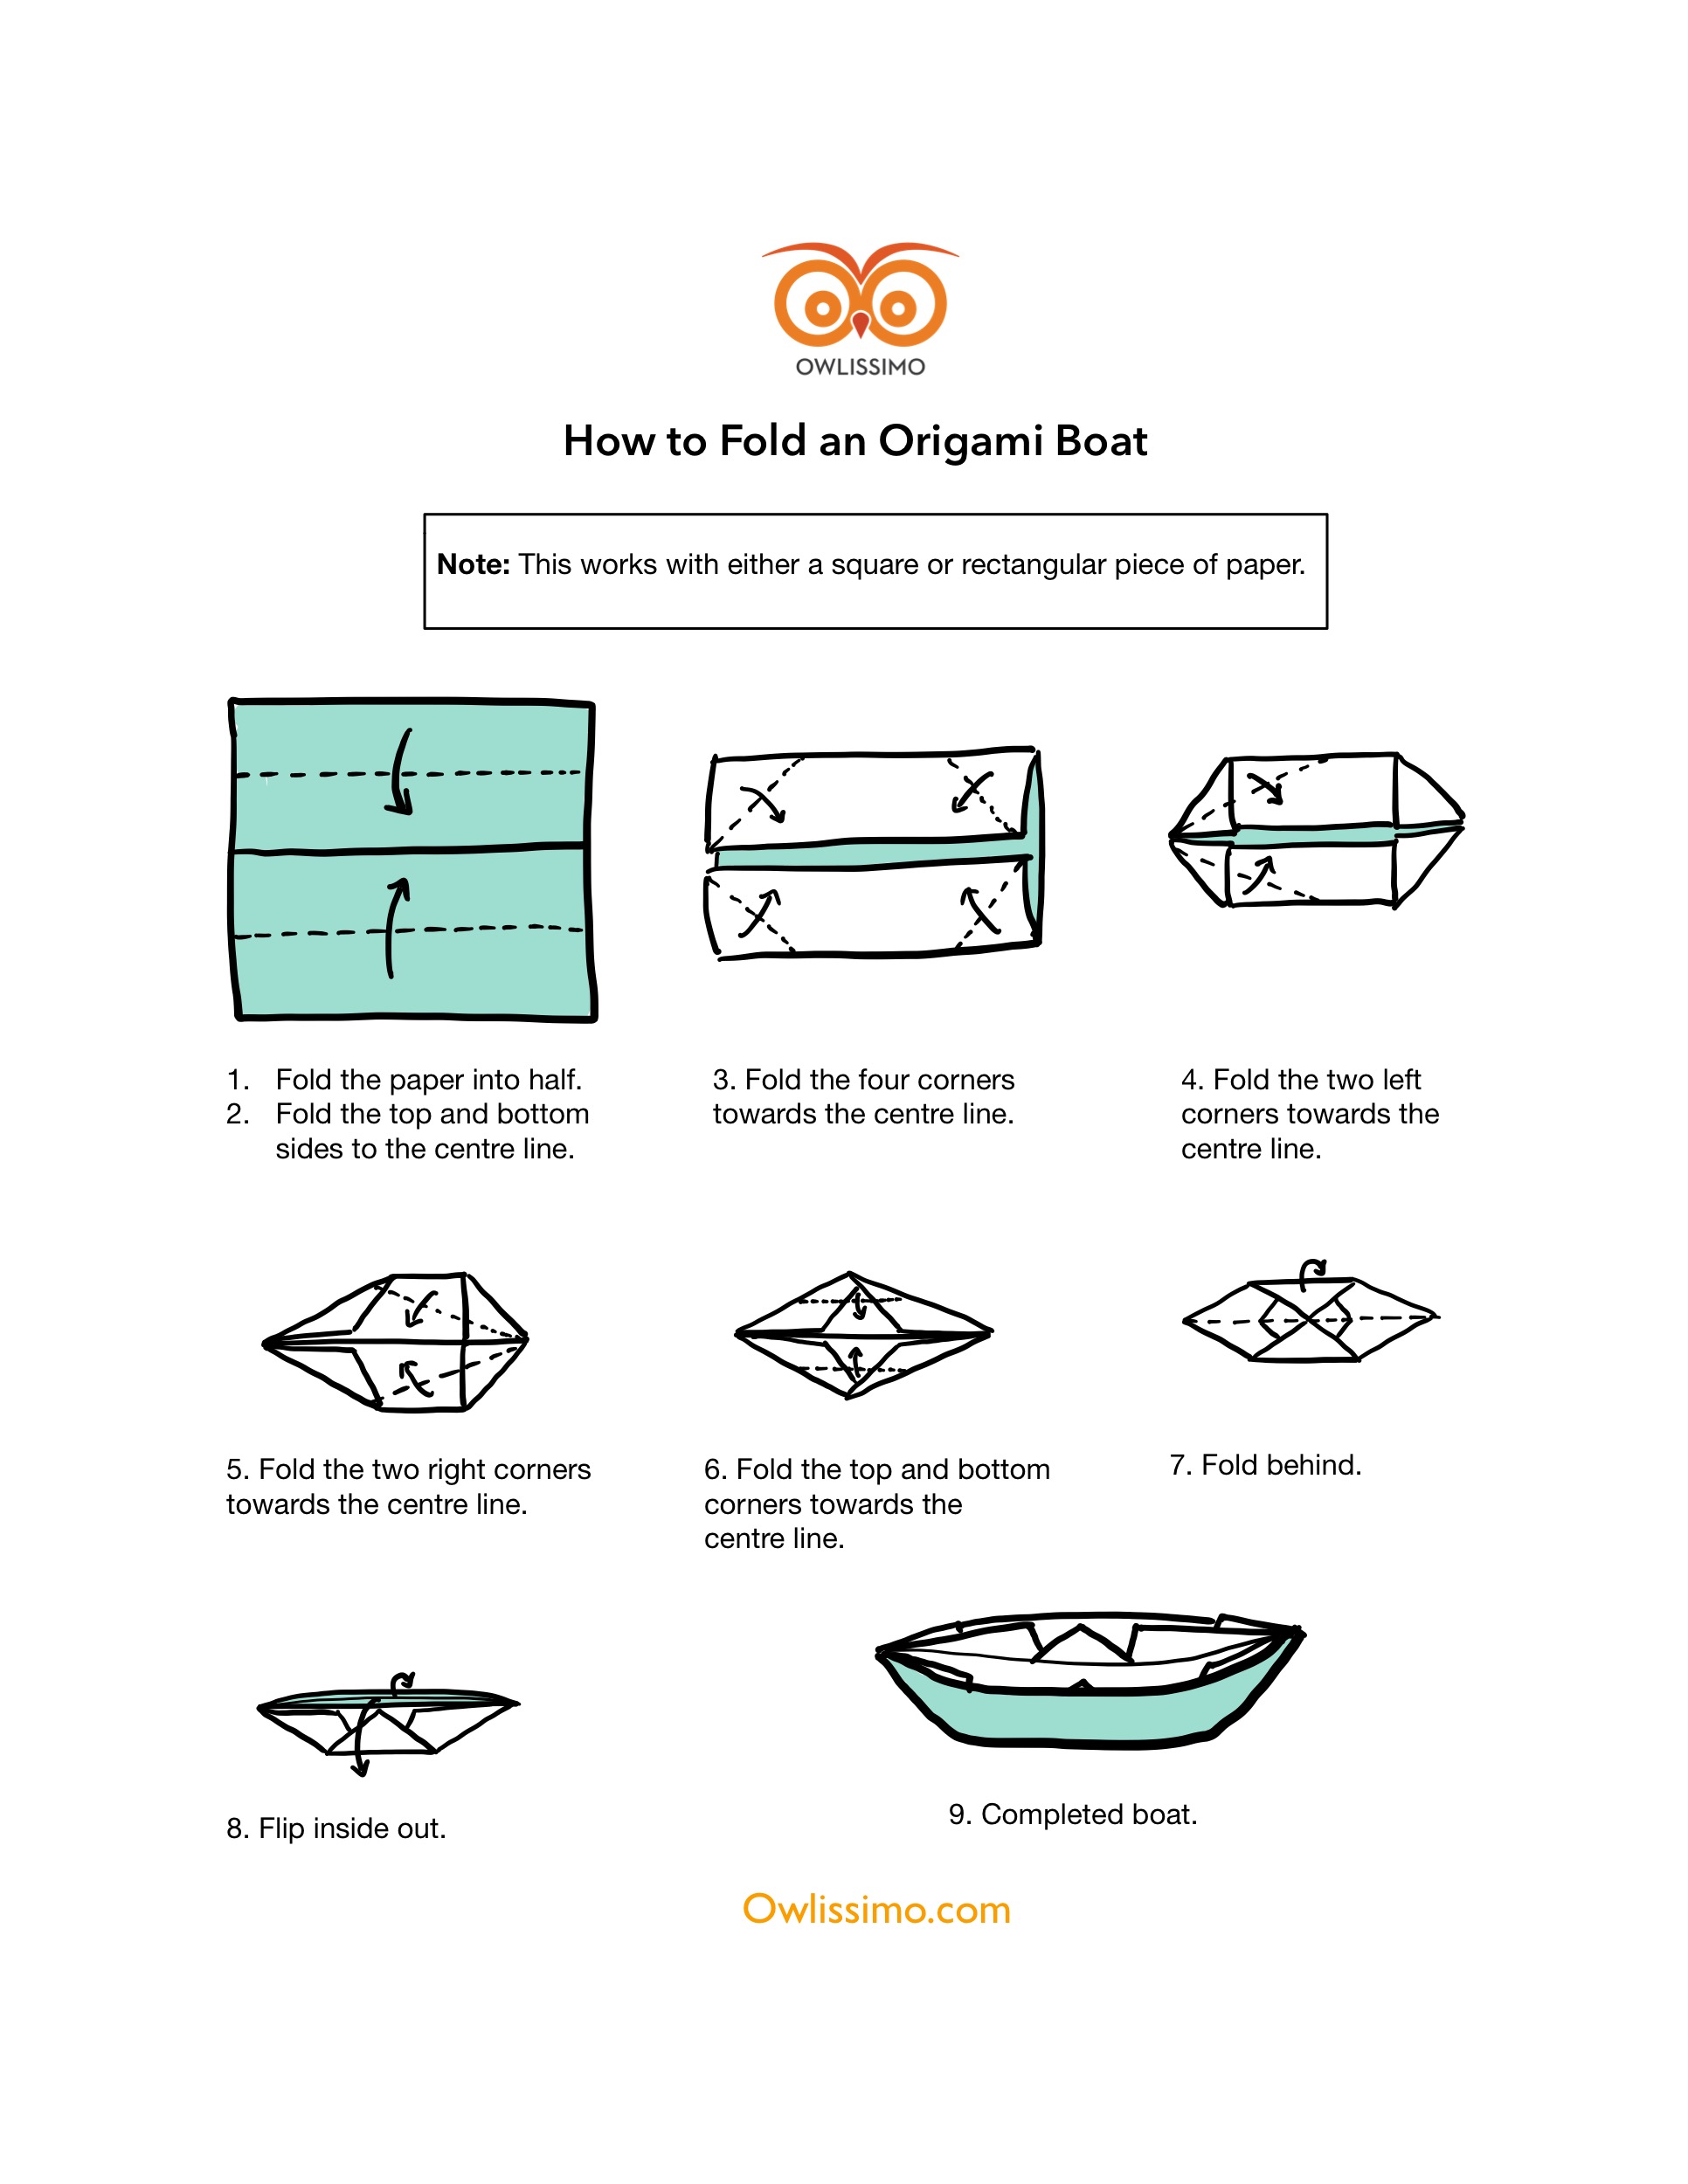 OWLISSIMO
How to Fold an Origami Boat
Note: This works with either a square or rectangular piece of paper.
1. Fold the paper into half.
2. Fold the top and bottom
sides to the centre line.
3. Fold the four corners
towards the centre line.
4. Fold the two left
corners towards the
centre line.
5. Fold the two right corners
towards the centre line.
6. Fold the top and bottom
corners towards the
centre line.
7. Fold behind.
8. Flip inside out.
9. Completed boat.
Owlissimo.com